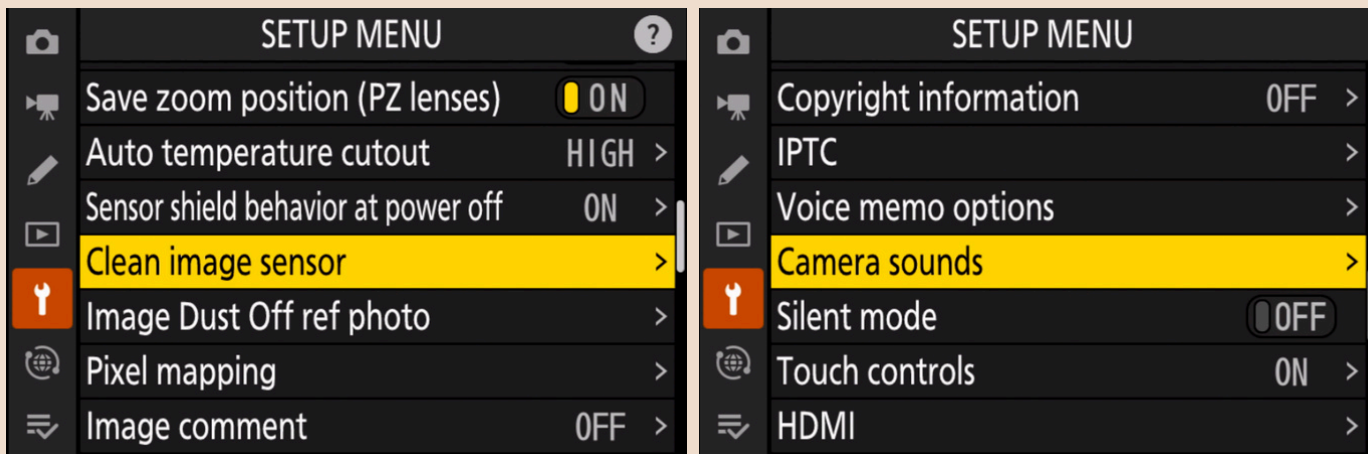 SETUP MENU ?
Save zoom position (PZ lenses) ON
Auto temperature cutout HIGH >
Sensor shield behavior at power off ON >
Clean image sensor >
Image Dust Off ref photo >
Pixel mapping >
Image comment OFF >
SETUP MENU
Copyright information OFF >
IPTC >
Voice memo options >
Camera sounds >
Silent mode OFF
Touch controls ON >
HDMI >